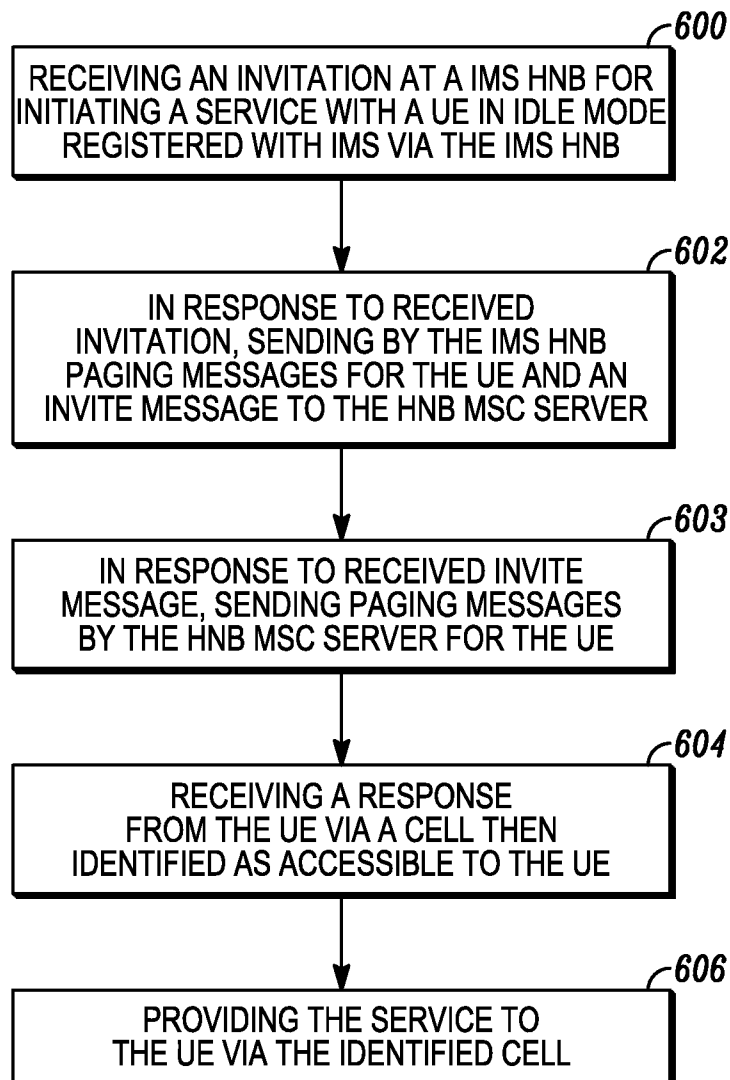 600
RECEIVING AN INVITATION AT A IMS HNB FOR
INITIATING A SERVICE WITH A UE IN IDLE MODE
REGISTERED WITH IMS VIA THE IMS HNB
602
IN RESPONSE TO RECEIVED
INVITATION, SENDING BY THE IMS HNB
PAGING MESSAGES FOR THE UE AND AN
INVITE MESSAGE TO THE HNB MSC SERVER
603
IN RESPONSE TO RECEIVED INVITE
MESSAGE, SENDING PAGING MESSAGES
BY THE HNB MSC SERVER FOR THE UE
604
RECEIVING A RESPONSE
FROM THE UE VIA A CELL THEN
IDENTIFIED AS ACCESSIBLE TO THE UE
606
PROVIDING THE SERVICE TO
THE UE VIA THE IDENTIFIED CELL